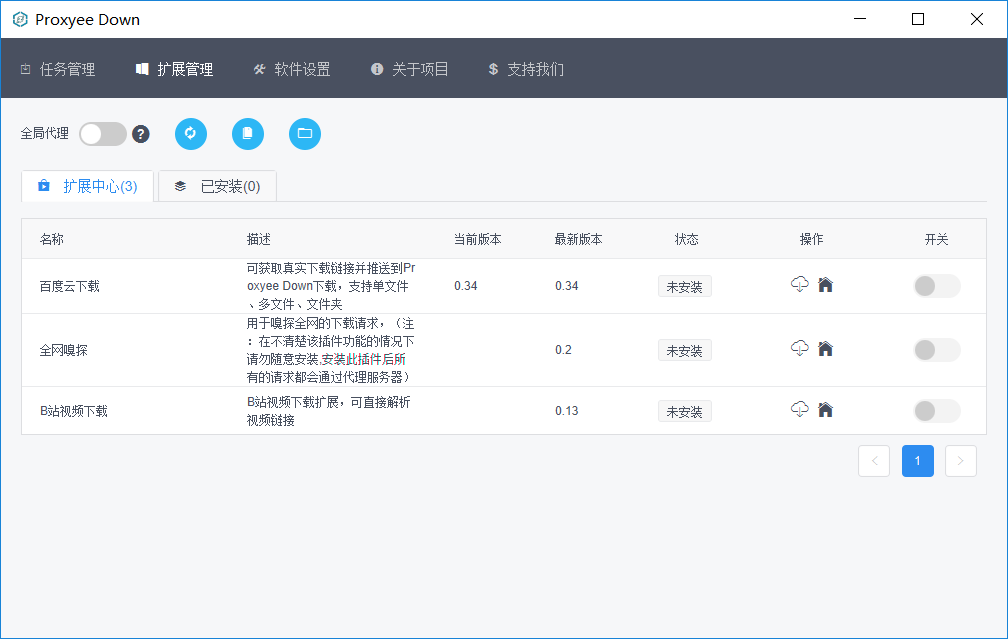 Proxyee Down
任务管理 扩展管理 软件设置 关于项目 $ 支持我们
全局代理 ?
扩展中心(3) 已安装(0)
名称 描述 当前版本 最新版本 状态 操作 开关
可获取真实下载链接并推送到Pr
百度云下载 oxyee Down下载，支持单文件 0.34 0.34 未安装
、多文件、文件夹
用于嗅探全网的下载请求，（注
：在不清楚该插件功能的情况下
全网嗅探 0.2 未安装
请勿随意安装,安装此插件后所
有的请求都会通过代理服务器）
B站视频下载扩展，可直接解析
B站视频下载 0.13 未安装
视频链接
< 1 >